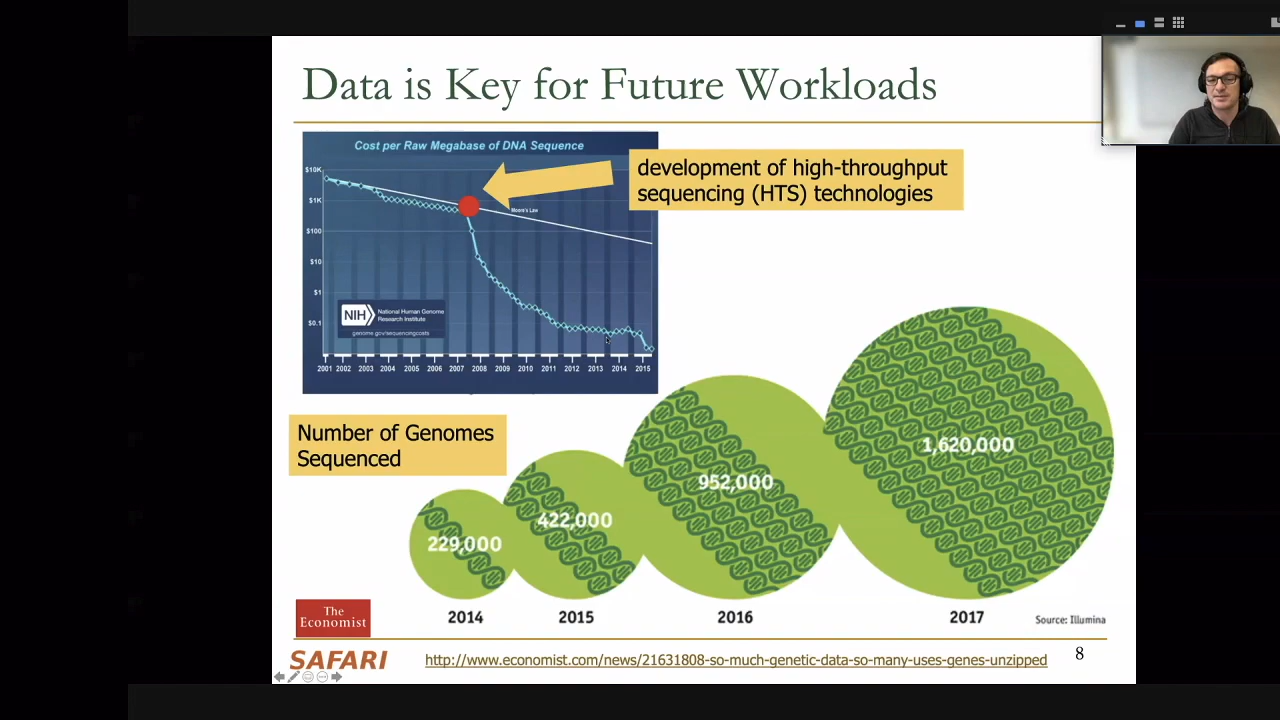 Data is Key for Future Workloads
Cost per Raw Megabase of DNA Sequence
$10K
$1K
$100
$10
$1
$0.1
Moore's Law
NIH
National Human Genome
Research Institute
genome.gov/sequencingcosts
2001 2002 2003 2004 2005 2006 2007 2008 2009 2010 2011 2012 2013 2014 2015
development of high-throughput
sequencing (HTS) technologies
Number of Genomes
Sequenced
229,000
422,000
952,000
1,620,000
2014
2015
2016
2017
Source: Illumina
The
Economist
SAFARI
http://www.economist.com/news/21631808-so-much-genetic-data-so-many-uses-genes-unzipped
8